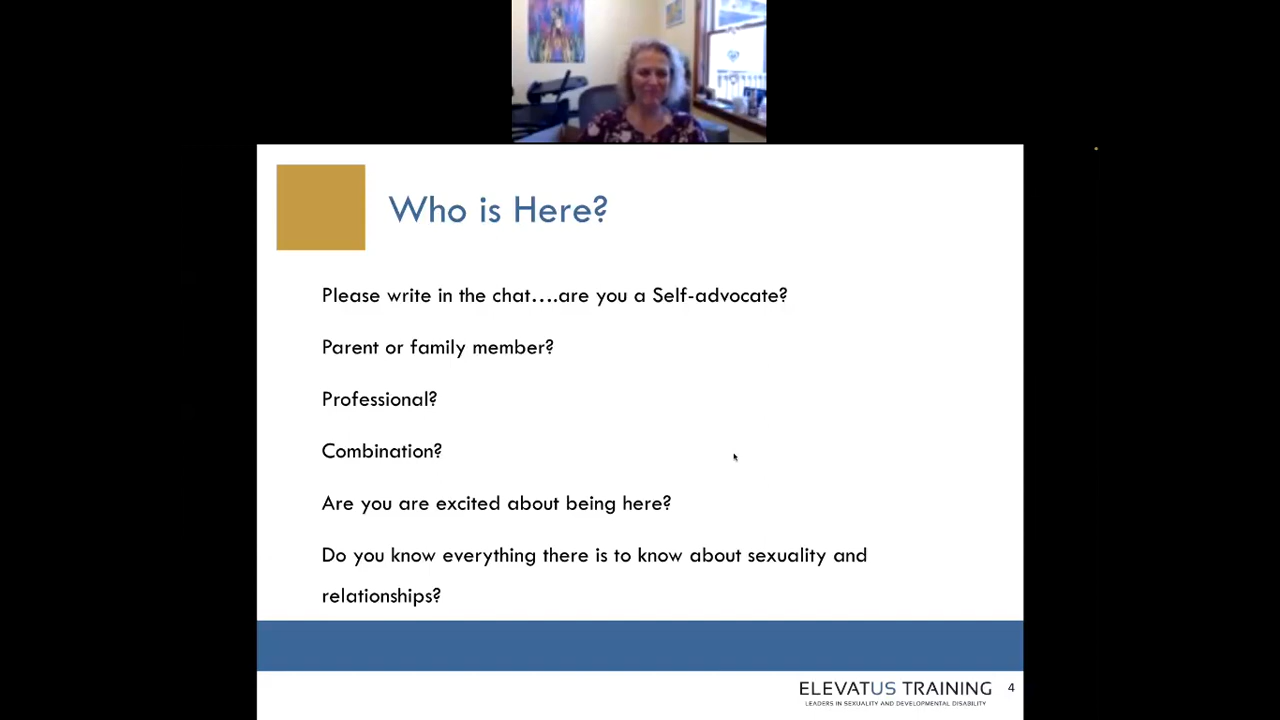 Who is Here?
Please write in the chat….are you a Self-advocate?
Parent or family member?
Professional?
Combination?
Are you are excited about being here?
Do you know everything there is to know about sexuality and
relationships?
ELEVATUS TRAINING
LEADERS IN SEXUALITY AND DEVELOPMENTAL DISABILITY
4